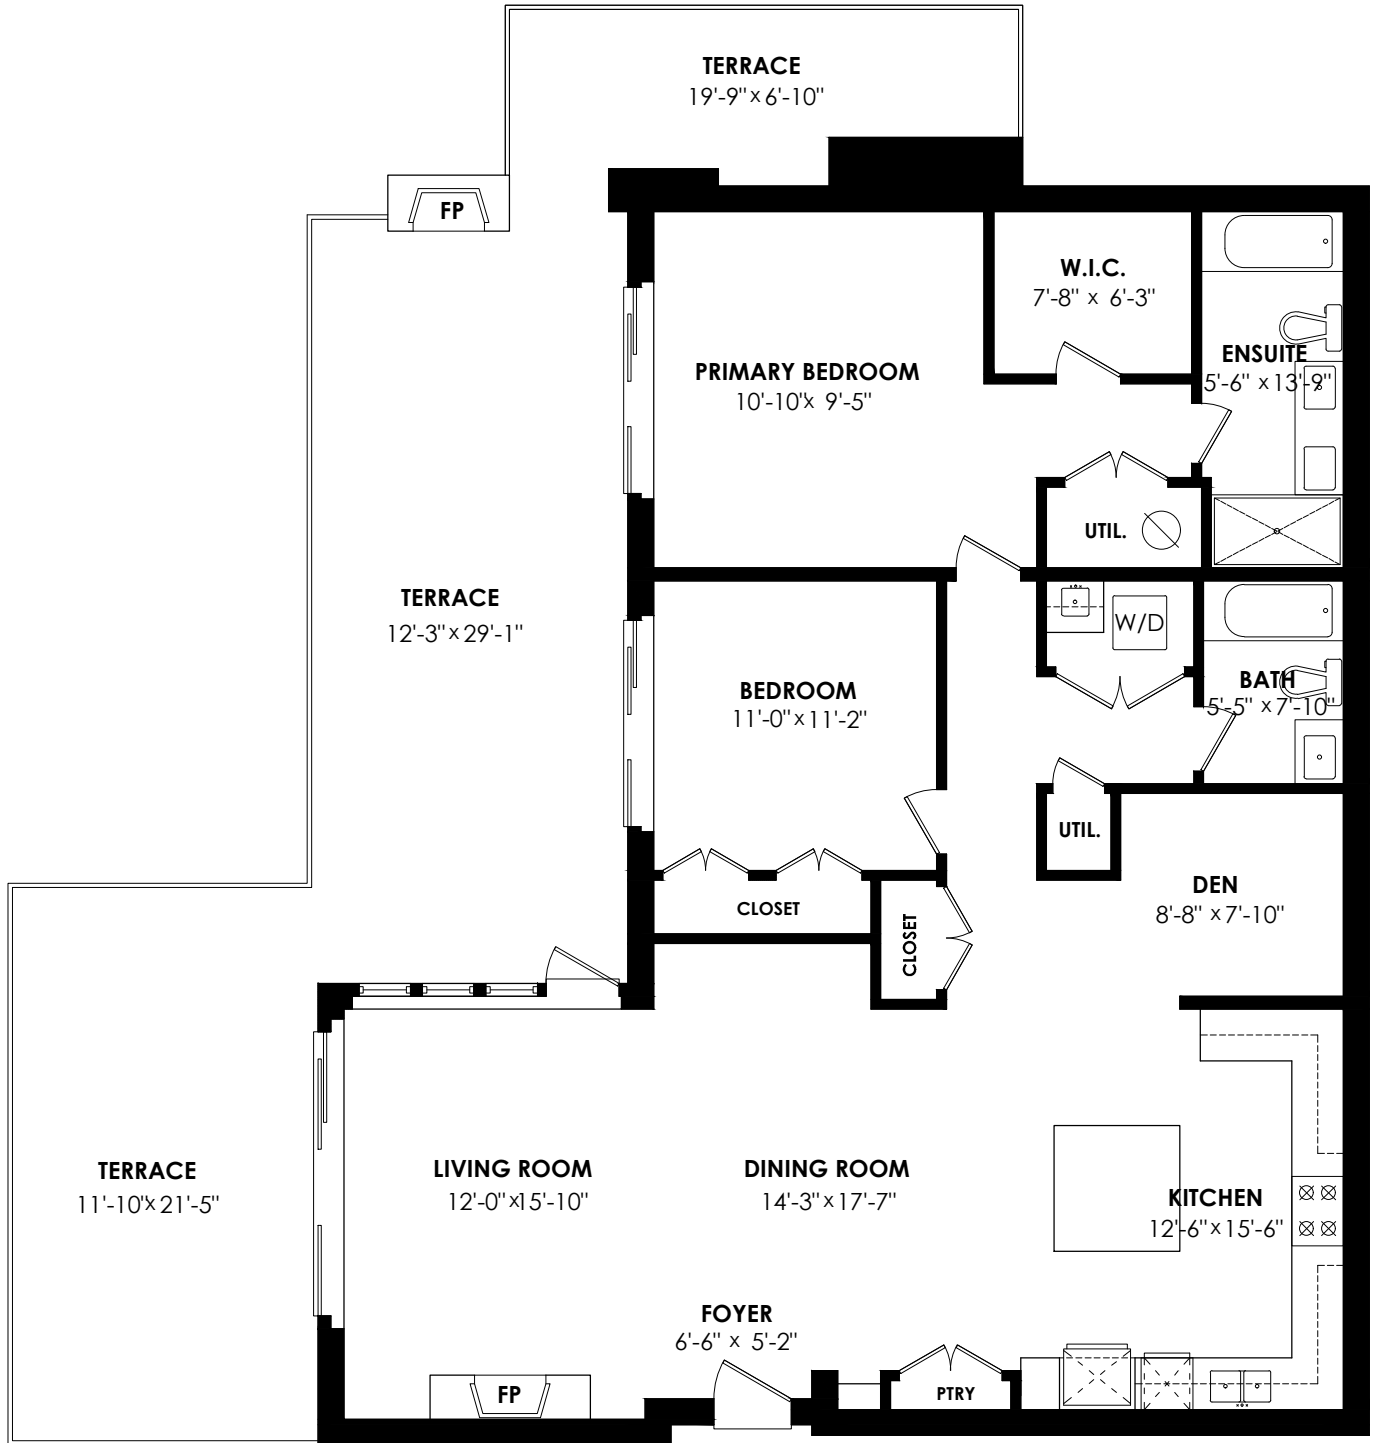 TERRACE
19'-9" x 6'-10"
FP
W.I.C.
7'-8" x 6'-3"
ENSUITE
5'-6" x 13'-9"
PRIMARY BEDROOM
10'-10' x 9'-5"
UTIL.
TERRACE
12'-3" x 29'-1"
W/D
BEDROOM
11'-0" x 11'-2"
BATH
5'-5" x 7'-10"
UTIL.
DEN
8'-8" x 7'-10"
CLOSET
CLOSET
TERRACE
11'-10' x 21'-5"
LIVING ROOM
12'-0" x 15'-10"
DINING ROOM
14'-3" x 17'-7"
KITCHEN
12'-6" x 15'-6"
FOYER
6'-6" x 5'-2"
FP
PTRY